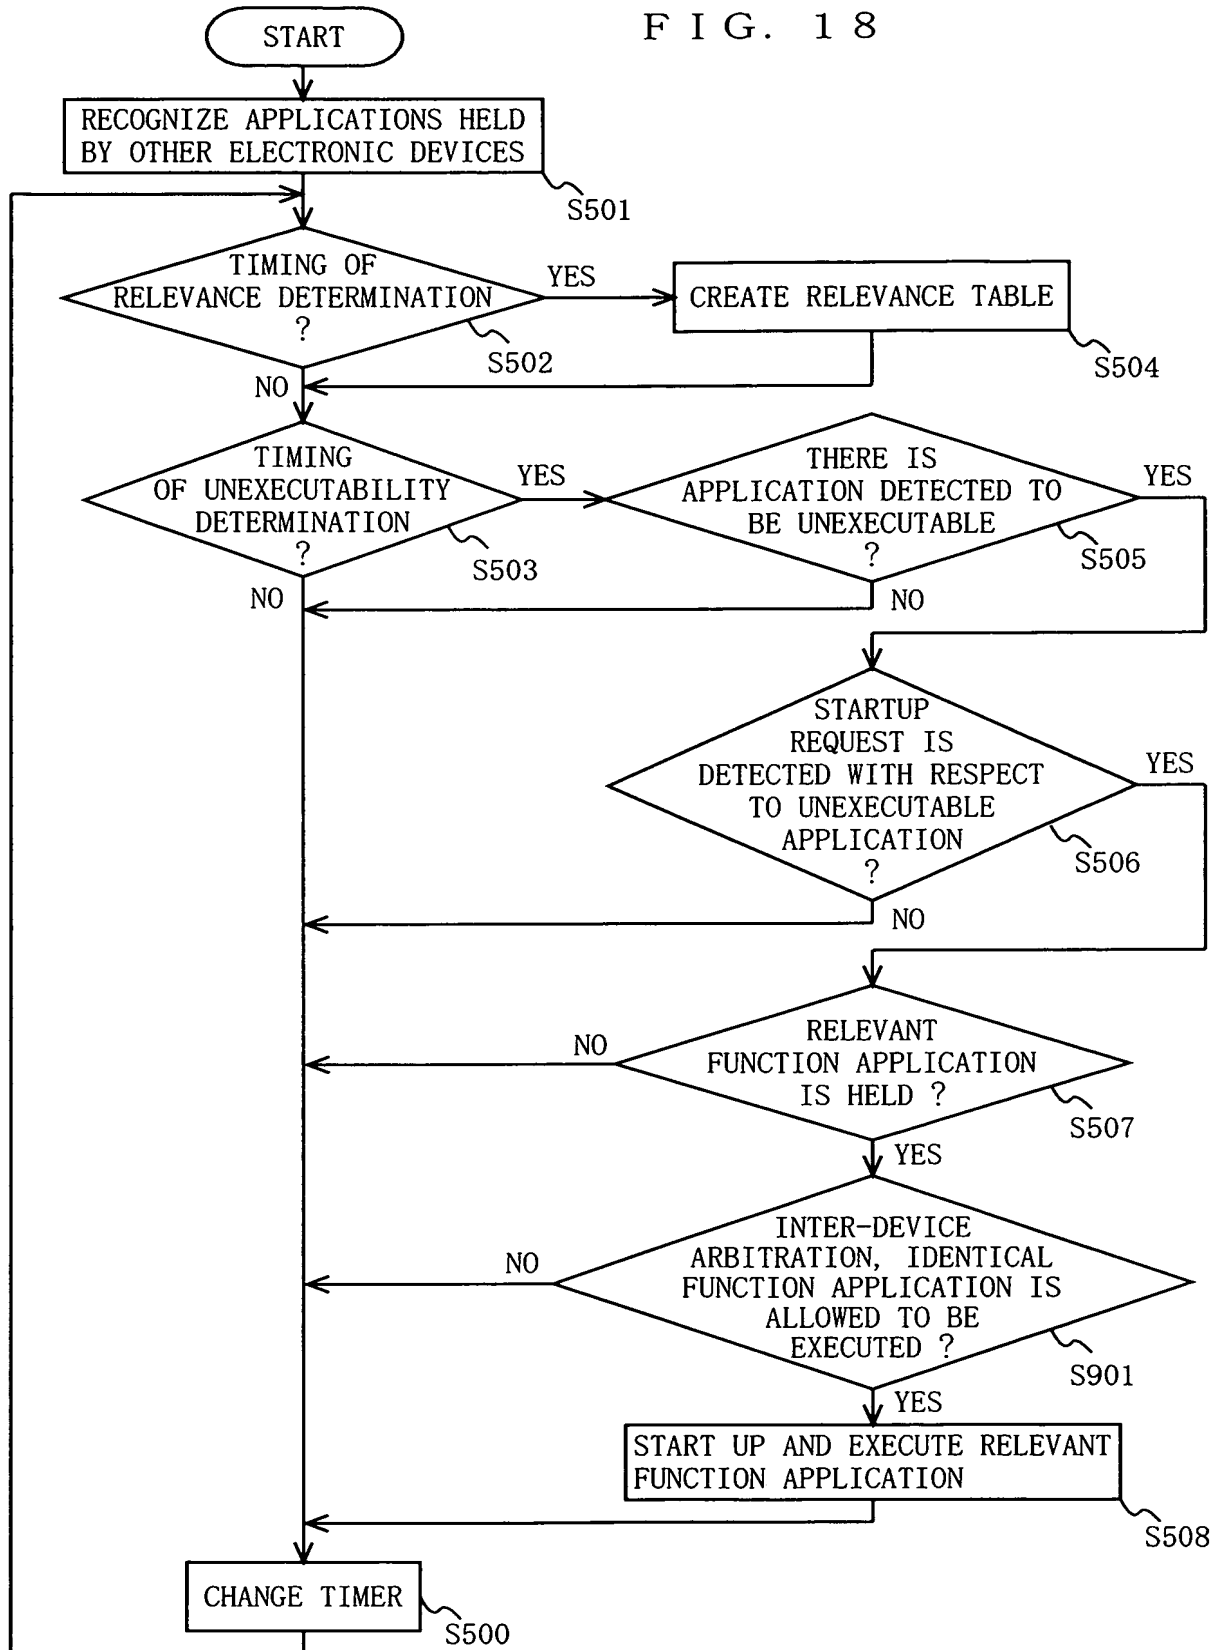 FIG. 18
START
RECOGNIZE APPLICATIONS HELD
BY OTHER ELECTRONIC DEVICES
S501
TIMING OF
RELEVANCE DETERMINATION
?
S502
YES
NO
CREATE RELEVANCE TABLE
S504
TIMING
OF UNEXECUTABILITY
DETERMINATION
?
S503
YES
NO
THERE IS
APPLICATION DETECTED TO
BE UNEXECUTABLE
?
S505
YES
NO
STARTUP
REQUEST IS
DETECTED WITH RESPECT
TO UNEXECUTABLE
APPLICATION
?
S506
YES
NO
RELEVANT
FUNCTION APPLICATION
IS HELD ?
S507
NO
YES
INTER-DEVICE
ARBITRATION, IDENTICAL
FUNCTION APPLICATION IS
ALLOWED TO BE
EXECUTED ?
S901
NO
YES
START UP AND EXECUTE RELEVANT
FUNCTION APPLICATION
S508
CHANGE TIMER
S500